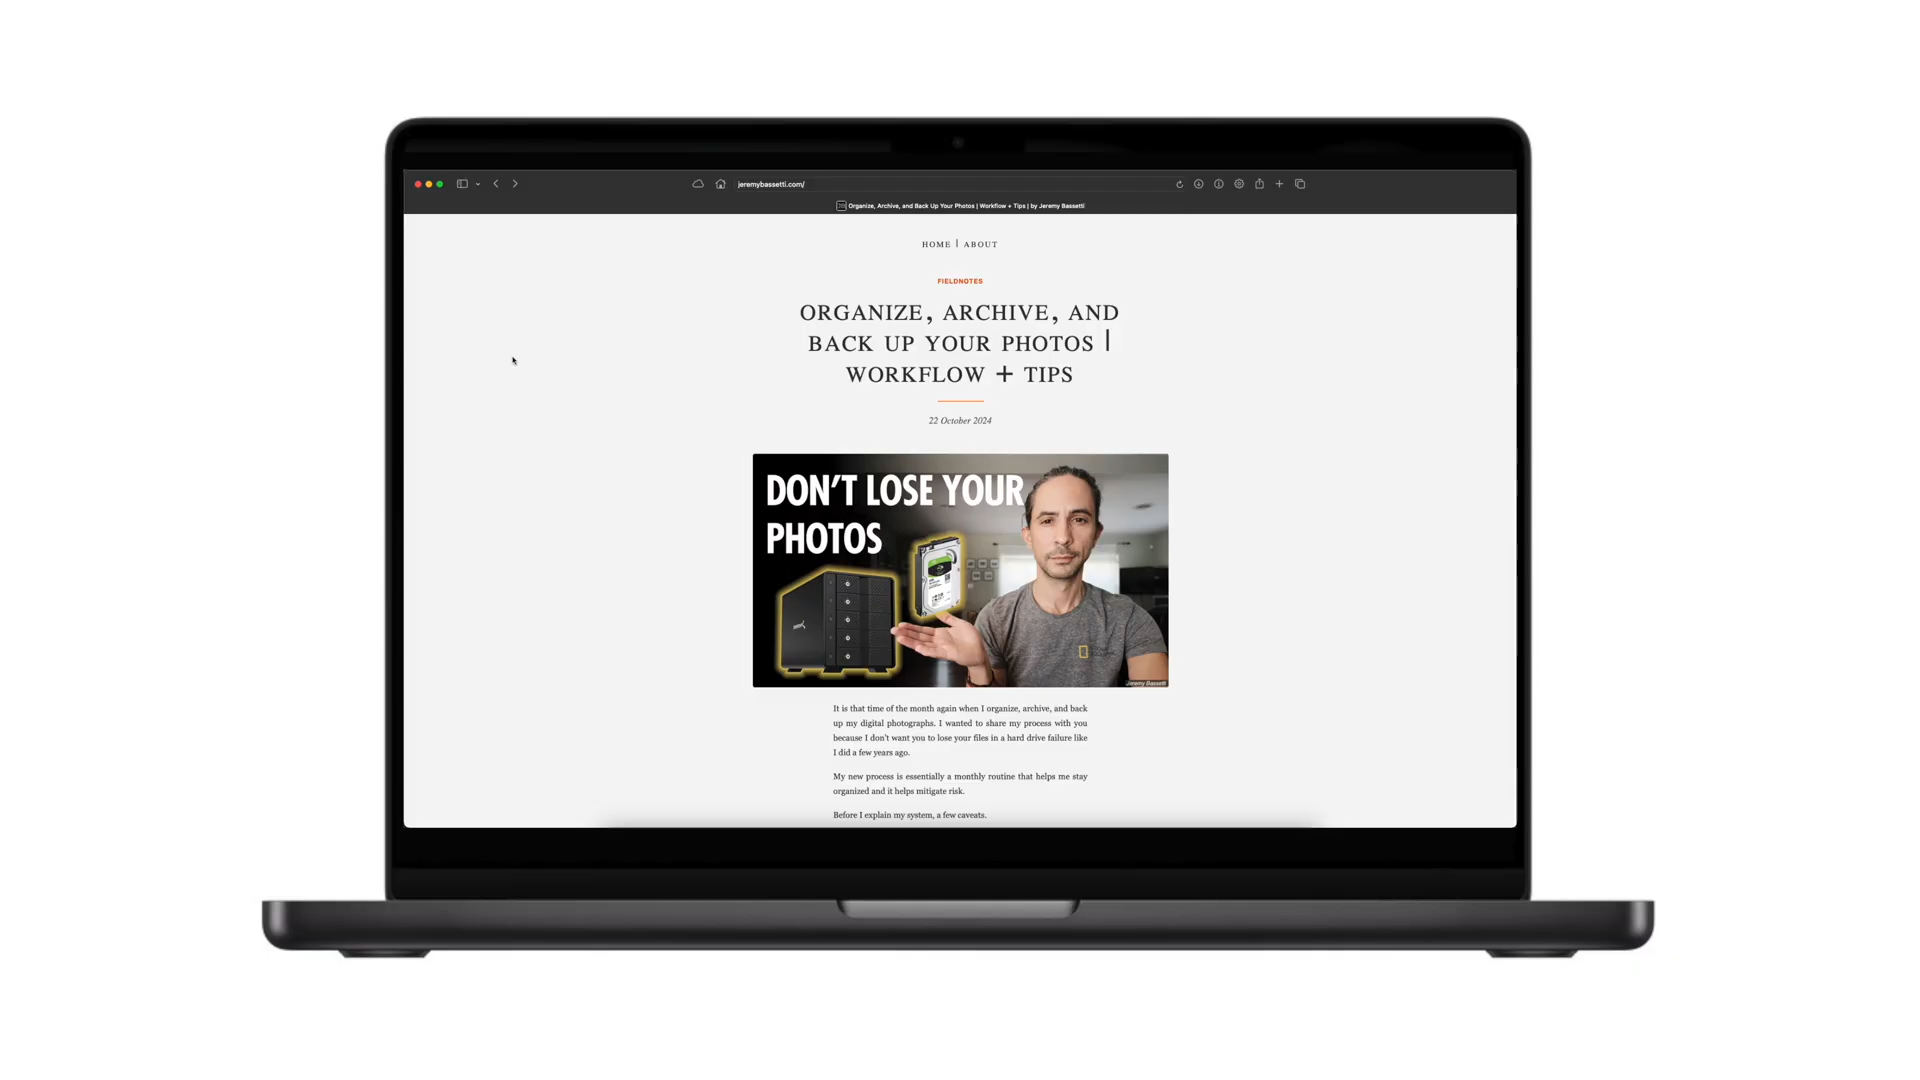 jeremybassetti.com/
Organize, Archive, and Back Up Your Photos | Workflow + Tips | by Jeremy Bassetti
HOME | ABOUT
FIELDNOTES
ORGANIZE, ARCHIVE, AND
BACK UP YOUR PHOTOS |
WORKFLOW + TIPS
22 October 2024
DON'T LOSE YOUR
PHOTOS
Jeremy Bassetti
It is that time of the month again when I organize, archive, and back
up my digital photographs. I wanted to share my process with you
because I don't want you to lose your files in a hard drive failure like
I did a few years ago.
My new process is essentially a monthly routine that helps me stay
organized and it helps mitigate risk.
Before I explain my system, a few caveats.